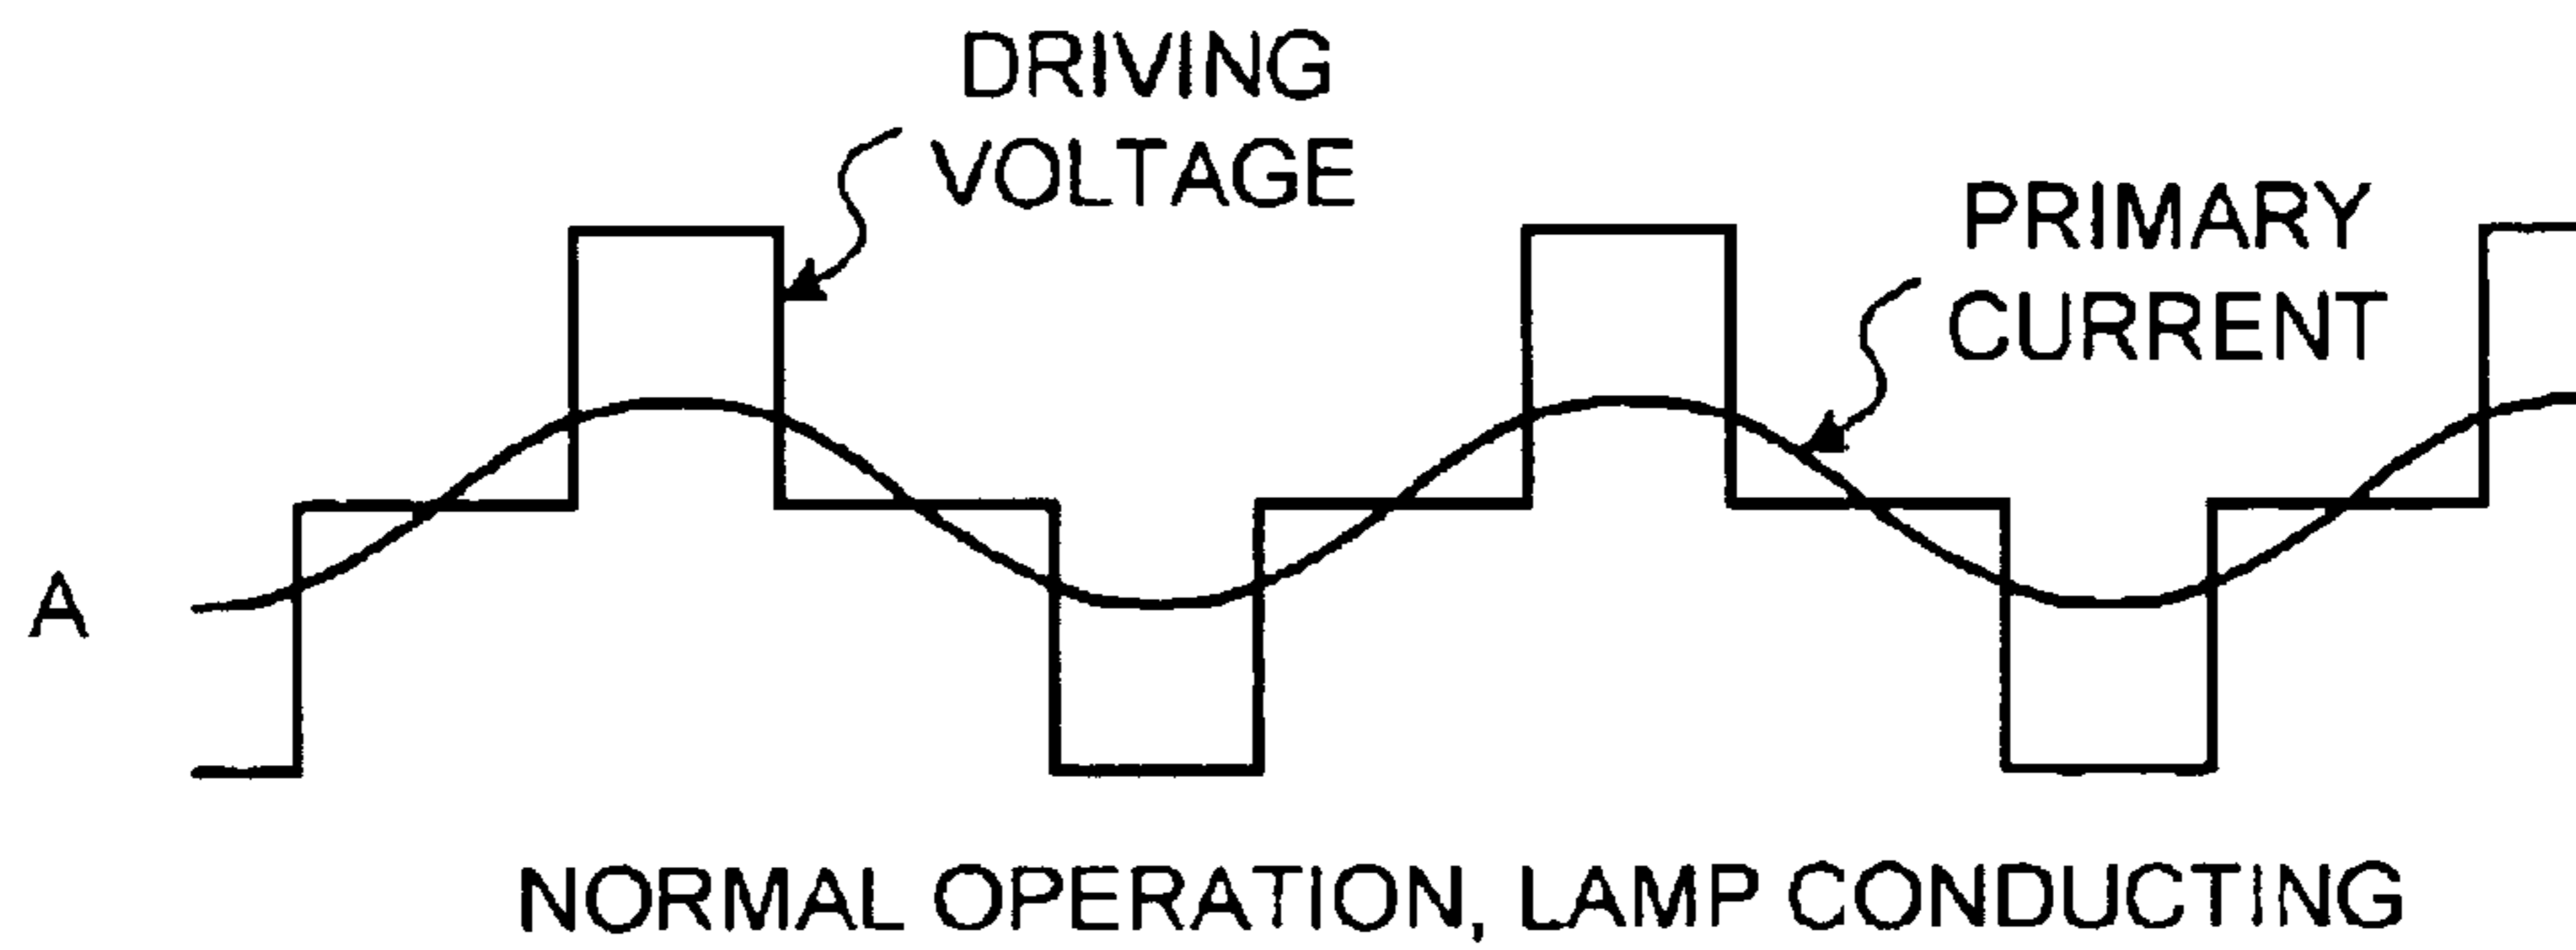 DRIVING
VOLTAGE
PRIMARY
CURRENT
A
NORMAL OPERATION, LAMP CONDUCTING